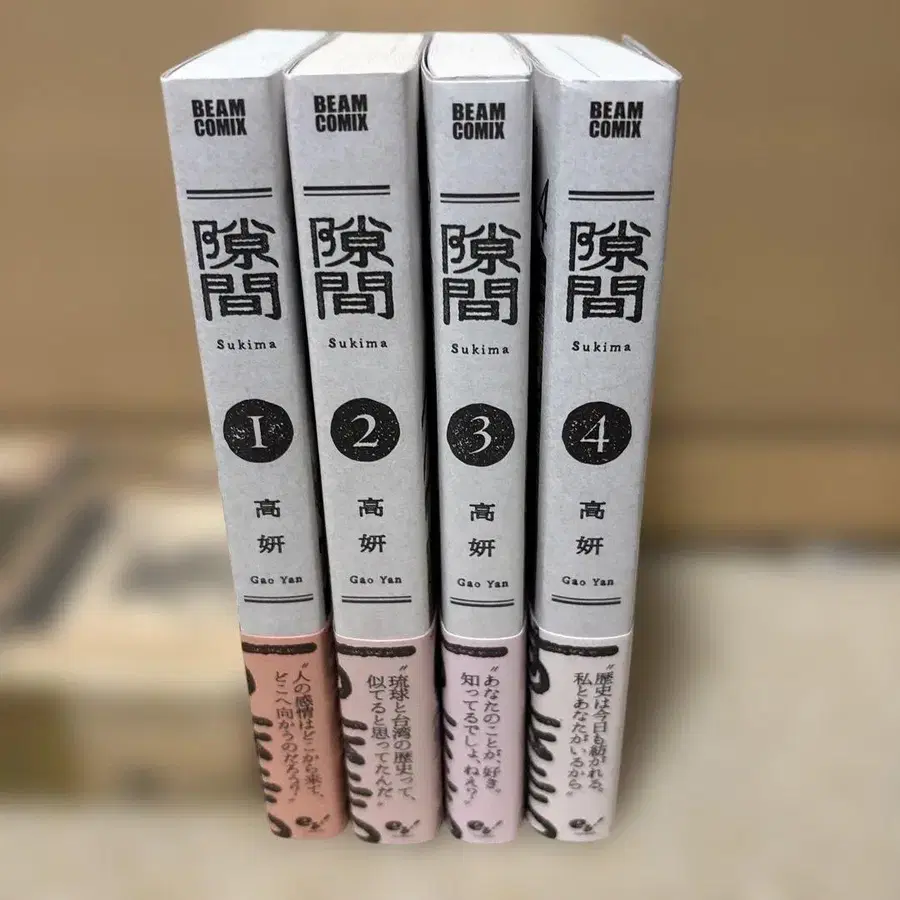 BEAM
COMIX
隙間
Sukima
1
高妍
Gao Yan
“人の感情はどこから来て、
どこへ向かうのだろう？”
BEAM
COMIX
隙間
Sukima
2
高妍
Gao Yan
“琉球と台湾の歴史って、
似てると思ってたんだ”
BEAM
COMIX
隙間
Sukima
3
高妍
Gao Yan
“あなたのことが、好き。
知ってるでしょ、ねえ？”
BEAM
COMIX
隙間
Sukima
4
高妍
Gao Yan
“歴史は今日も紡がれる。
私とあなたがいるから”